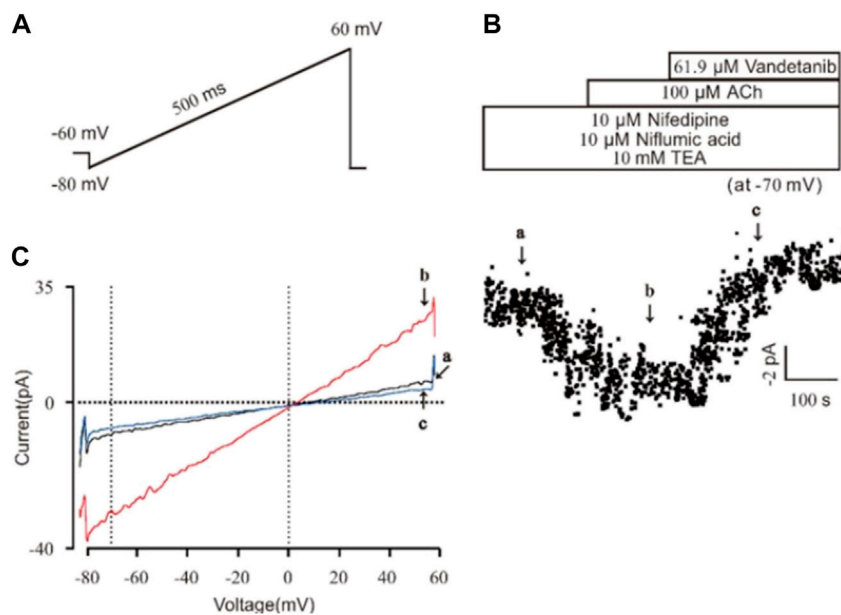 A
60 mV
500 ms
-60 mV
-80 mV
B
61.9 µM Vandetanib
100 µM ACh
10 µM Nifedipine
10 µM Niflumic acid
10 mM TEA
(at -70 mV)
a
b
c
-2 pA
100 s
C
35
0
-40
Current(pA)
b
a
c
-80 -60 -40 -20 0 20 40 60
Voltage(mV)